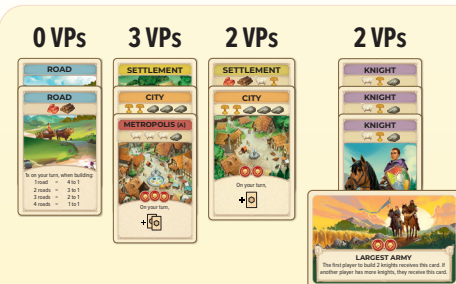 0 VPs
3 VPs
2 VPs
2 VPs
ROAD
ROAD
1x on your turn, when building:
1 road = 4 to 1
2 roads = 3 to 1
3 roads = 2 to 1
4 roads = 1 to 1
SETTLEMENT
CITY
METROPOLIS (A)
On your turn,
+
SETTLEMENT
CITY
On your turn,
+
KNIGHT
KNIGHT
KNIGHT
LARGEST ARMY
The first player to build 2 knights receives this card. If
another player has more knights, they receive this card.